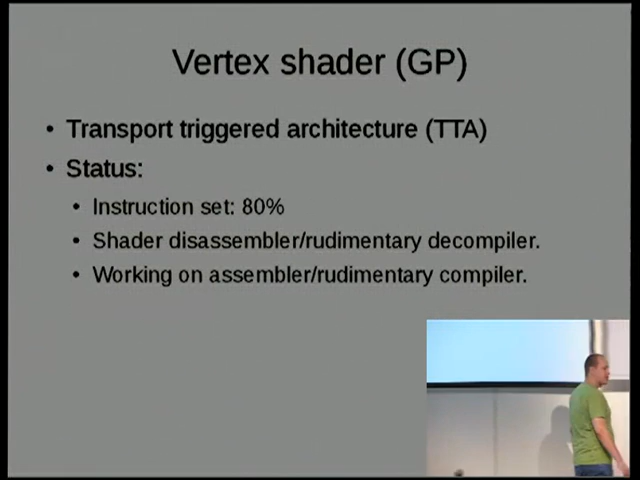 Vertex shader (GP)
• Transport triggered architecture (TTA)
• Status:
• Instruction set: 80%
• Shader disassembler/rudimentary decompiler.
• Working on assembler/rudimentary compiler.